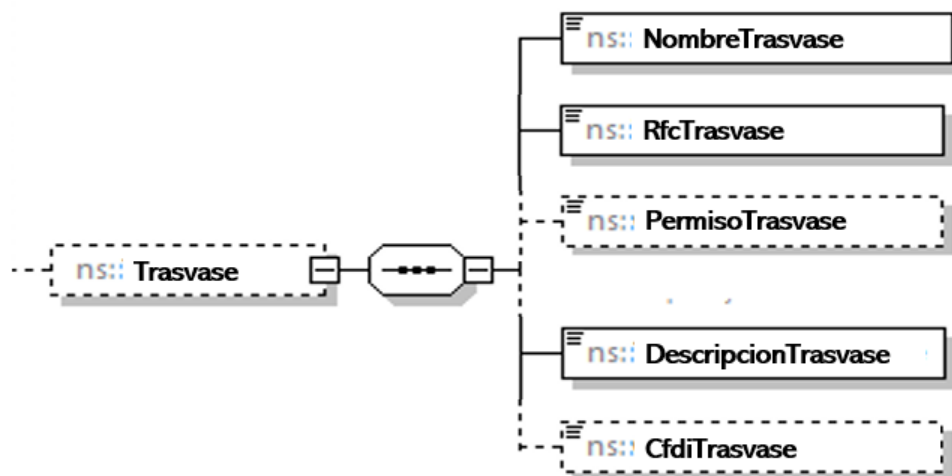 ns:: NombreTrasvase
ns:: RfcTrasvase
ns:: PermisoTrasvase
ns:: Trasvase
ns:: DescripcionTrasvase
ns:: CfdiTrasvase